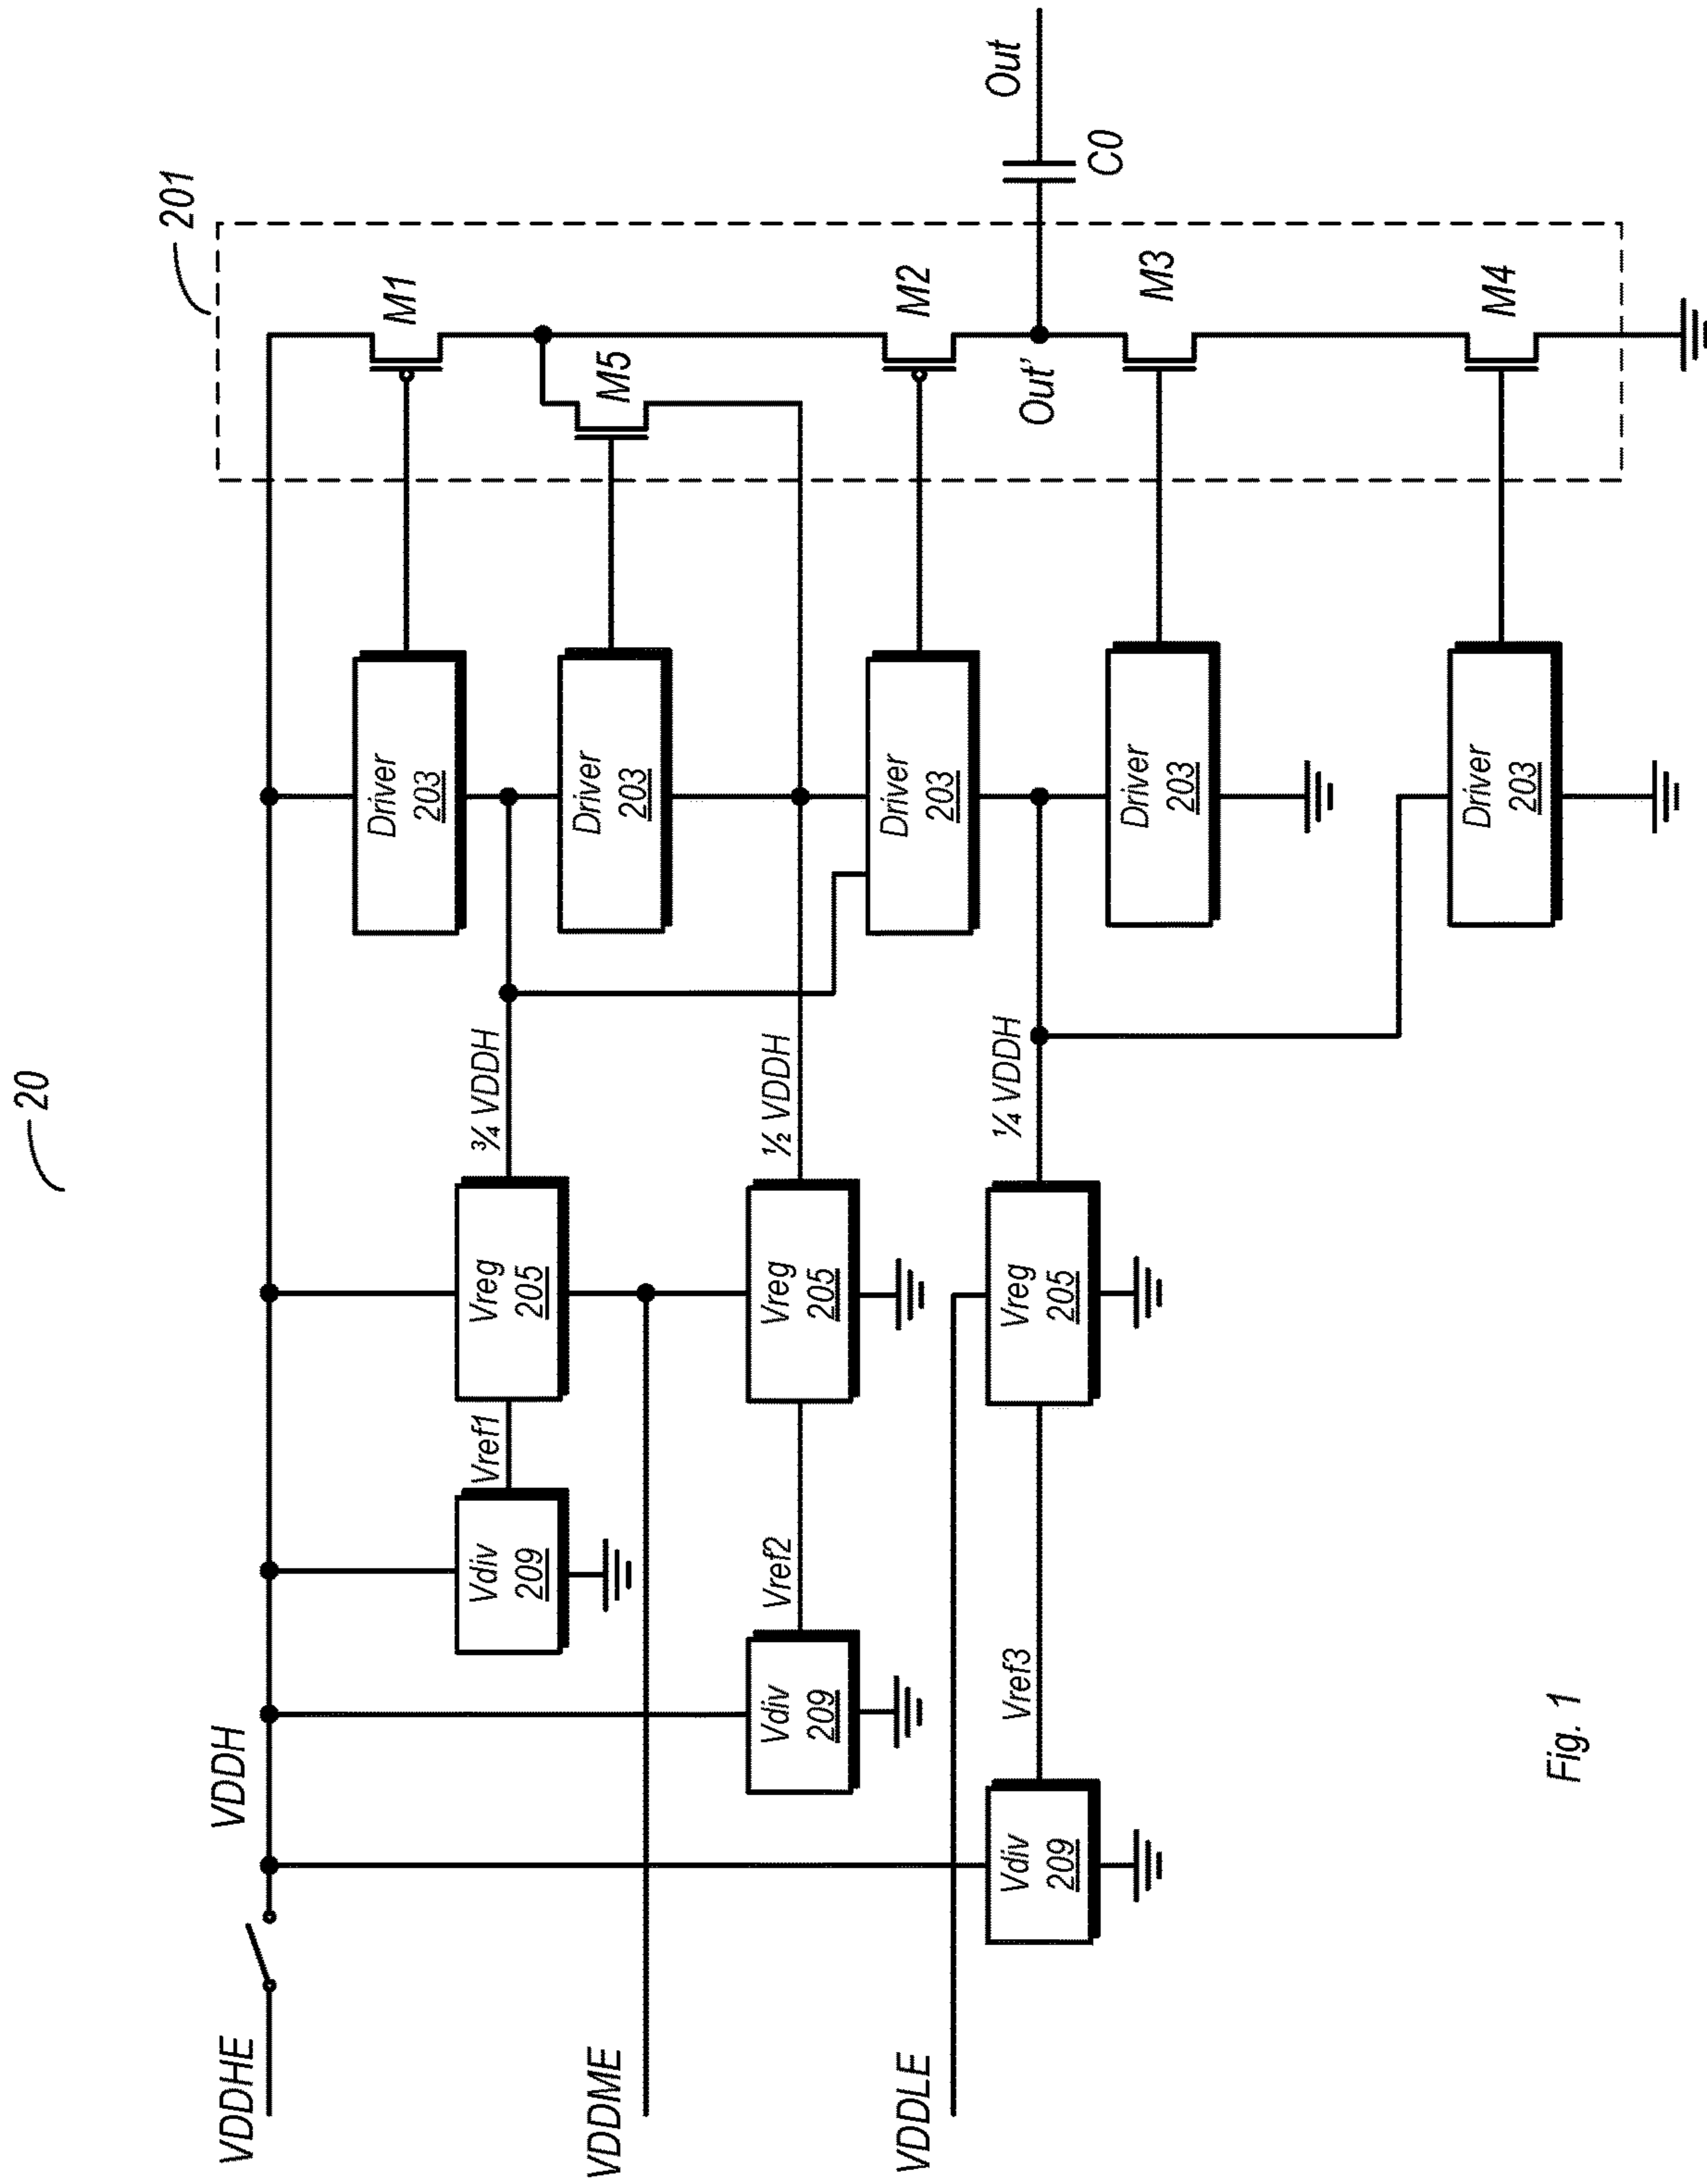 20
201
VDDHE
VDDH
VDDME
VDDLE
Vdiv
209
Vref1
Vreg
205
¾ VDDH
Driver
203
M1
Driver
203
M5
Vdiv
209
Vref2
Vreg
205
½ VDDH
Driver
203
M2
Vdiv
209
Vref3
Vreg
205
¼ VDDH
Out'
C0
Out
Driver
203
M3
Driver
203
M4
Fig. 1